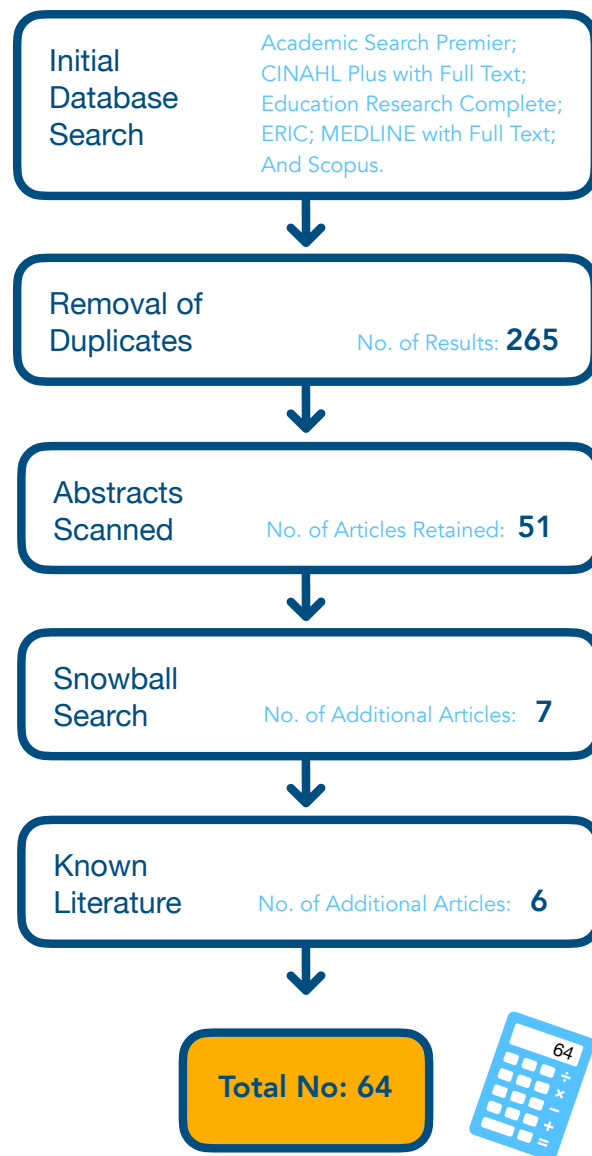 Initial
Database
Search
Academic Search Premier;
CINAHL Plus with Full Text;
Education Research Complete;
ERIC; MEDLINE with Full Text;
And Scopus.
Removal of
Duplicates
No. of Results: 265
Abstracts
Scanned
No. of Articles Retained: 51
Snowball
Search
No. of Additional Articles: 7
Known
Literature
No. of Additional Articles: 6
Total No: 64
64
÷
×
−
+
=